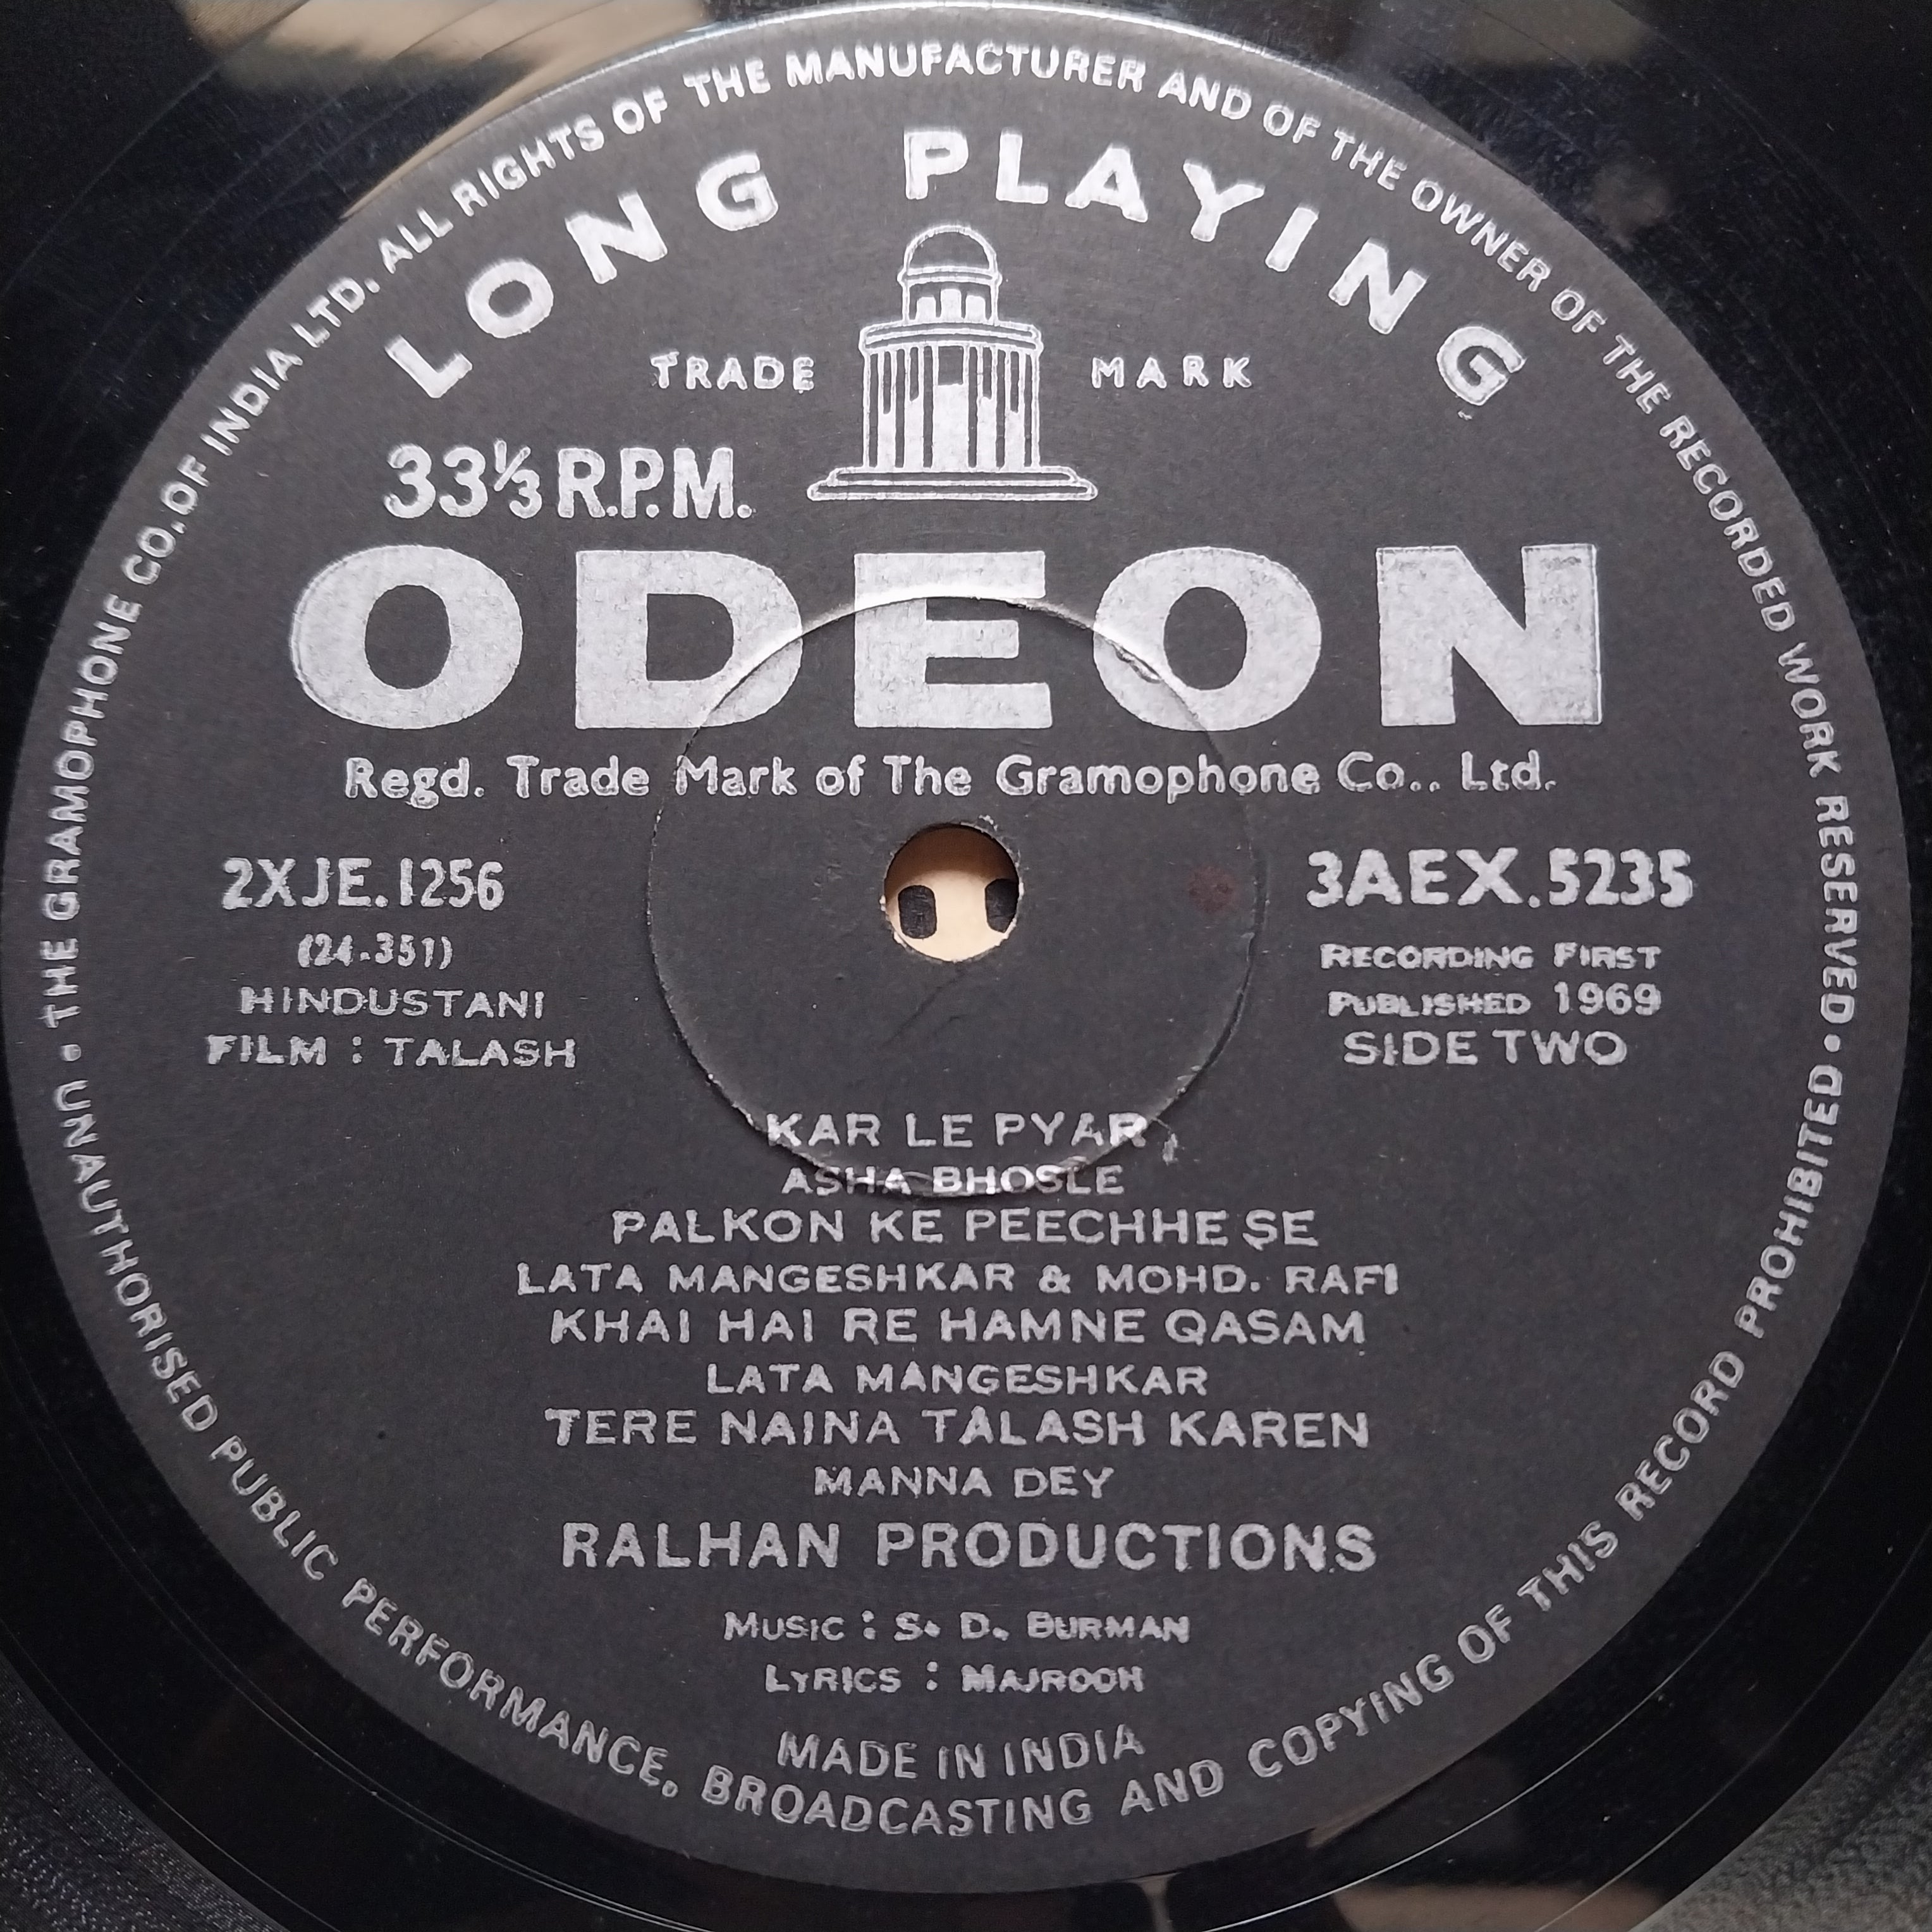 THE GRAMOPHONE CO. OF INDIA LTD. ALL RIGHTS OF THE MANUFACTURER AND OF THE OWNER OF THE RECORDED WORK RESERVED •
LONG PLAYING
TRADE MARK
33⅓ R.P.M.
ODEON
Regd. Trade Mark of The Gramophone Co.. Ltd.
2XJE.1256
(24-351)
HINDUSTANI
FILM : TALASH
3AEX.5235
RECORDING FIRST
PUBLISHED 1969
SIDE TWO
KAR LE PYAR
ASHA BHOSLE
PALKON KE PEECHHE SE
LATA MANGESHKAR & MOHD. RAFI
KHAI HAI RE HAMNE QASAM
LATA MANGESHKAR
TERE NAINA TALASH KAREN
MANNA DEY
RALHAN PRODUCTIONS
MUSIC : S. D. BURMAN
LYRICS : MAJROOH
MADE IN INDIA
UNAUTHORISED PUBLIC PERFORMANCE, BROADCASTING AND COPYING OF THIS RECORD PROHIBITED •